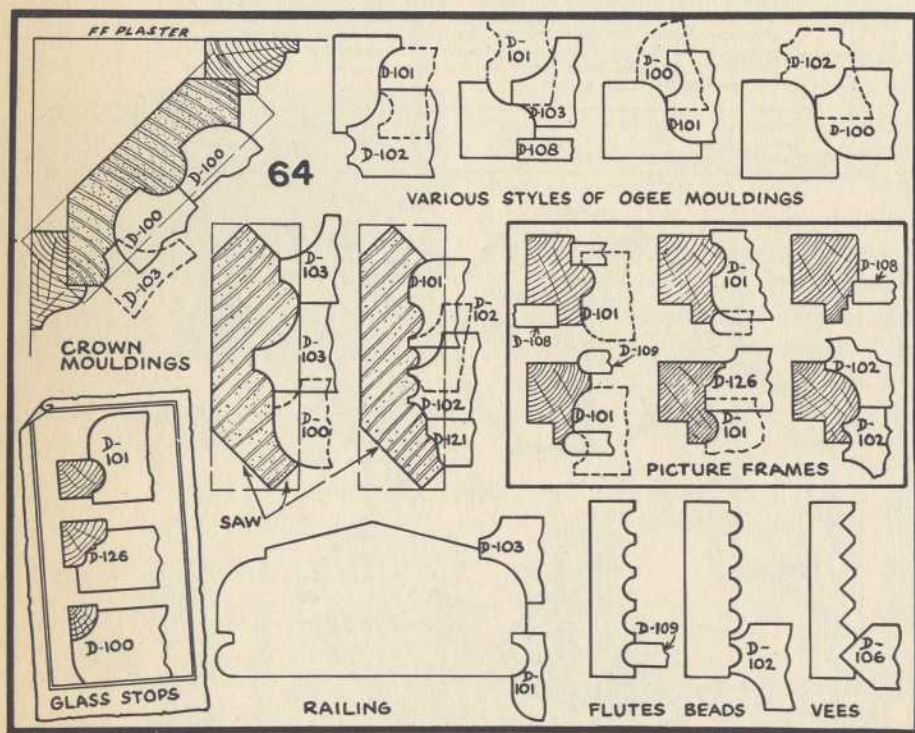 FF PLASTER
D-100
D-100
D-103
64
CROWN
MOULDINGS
D-101
D-102
D-101
D-103
D-108
D-100
D-101
D-102
D-100
VARIOUS STYLES OF OGEE MOULDINGS
D-103
D-103
D-100
D-101
D-102
D-102
D-121
SAW
D-101
D-108
D-101
D-108
D-109
D-101
D-126
D-101
D-102
D-102
PICTURE FRAMES
D-101
D-126
D-100
GLASS STOPS
D-103
D-101
RAILING
D-109
FLUTES
D-102
BEADS
D-106
VEES